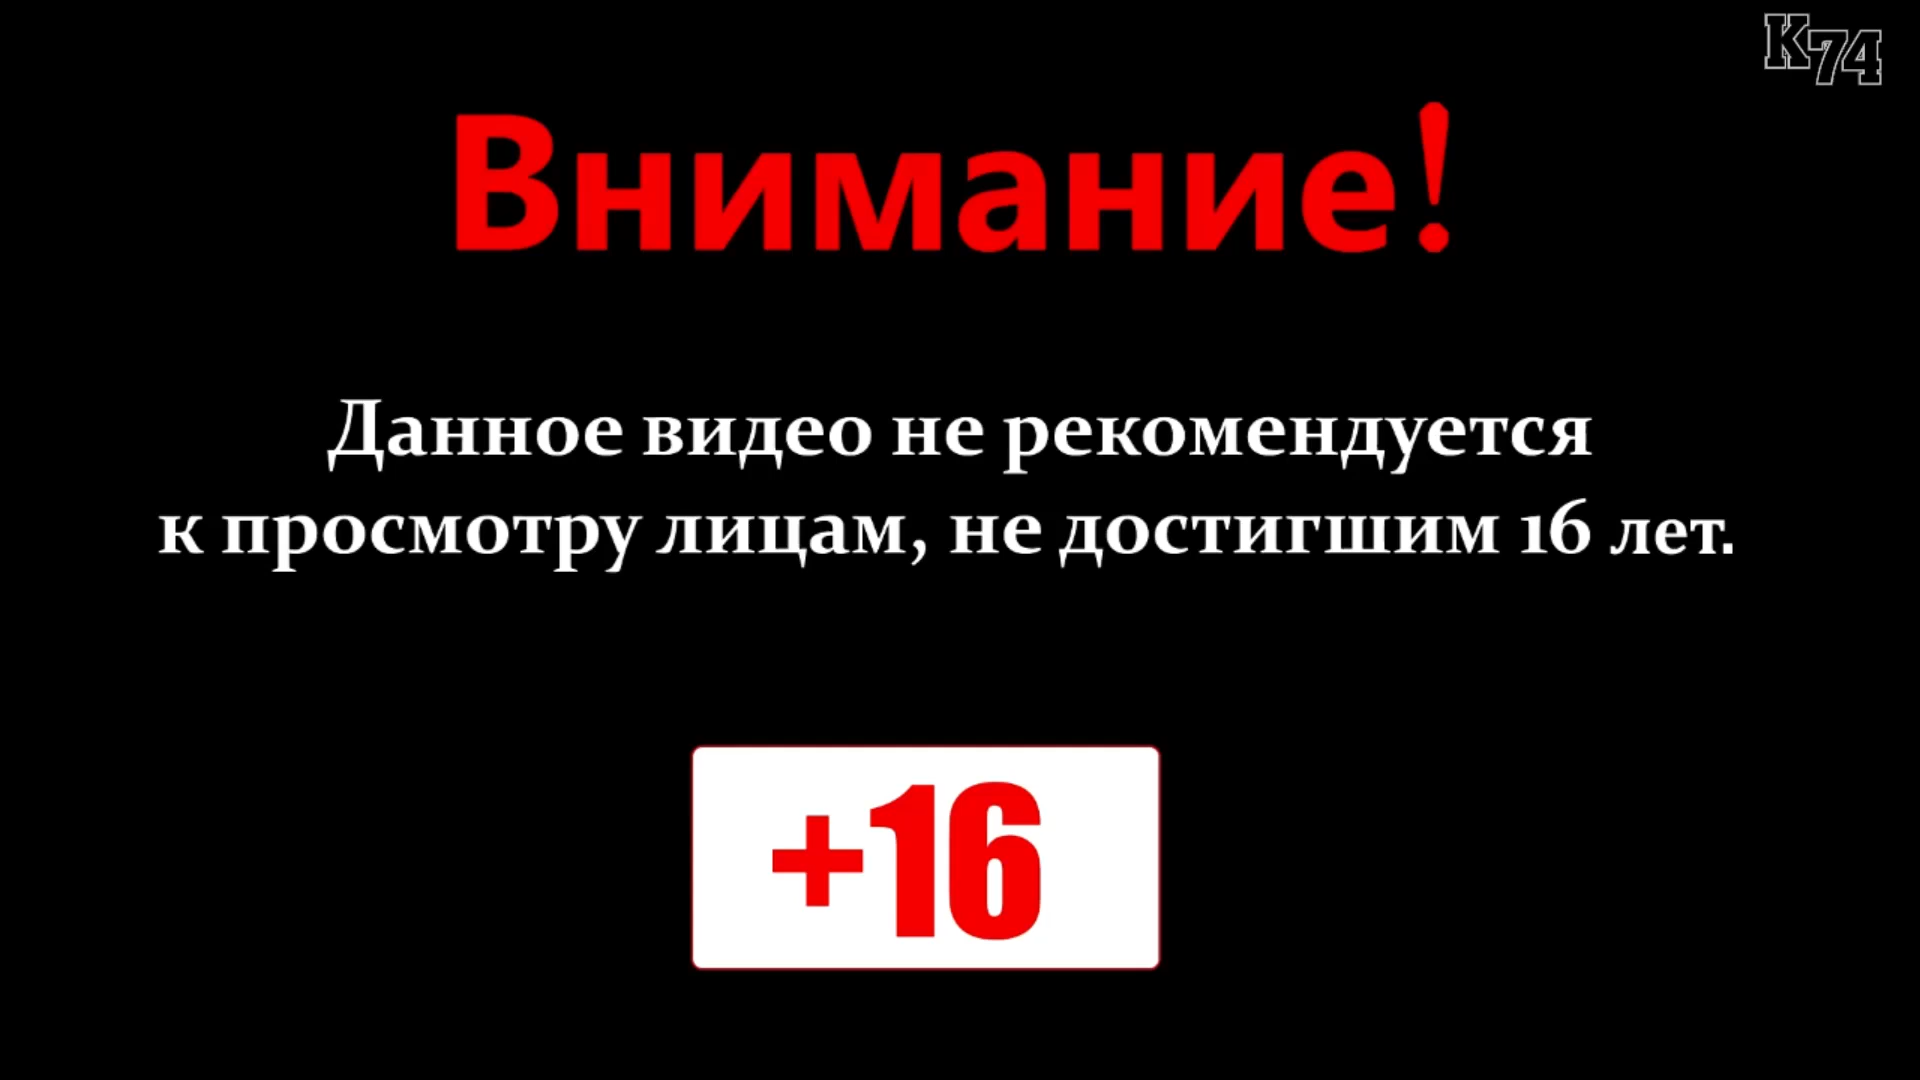 K74
Внимание!
Данное видео не рекомендуется
к просмотру лицам, не достигшим 16 лет.
+16